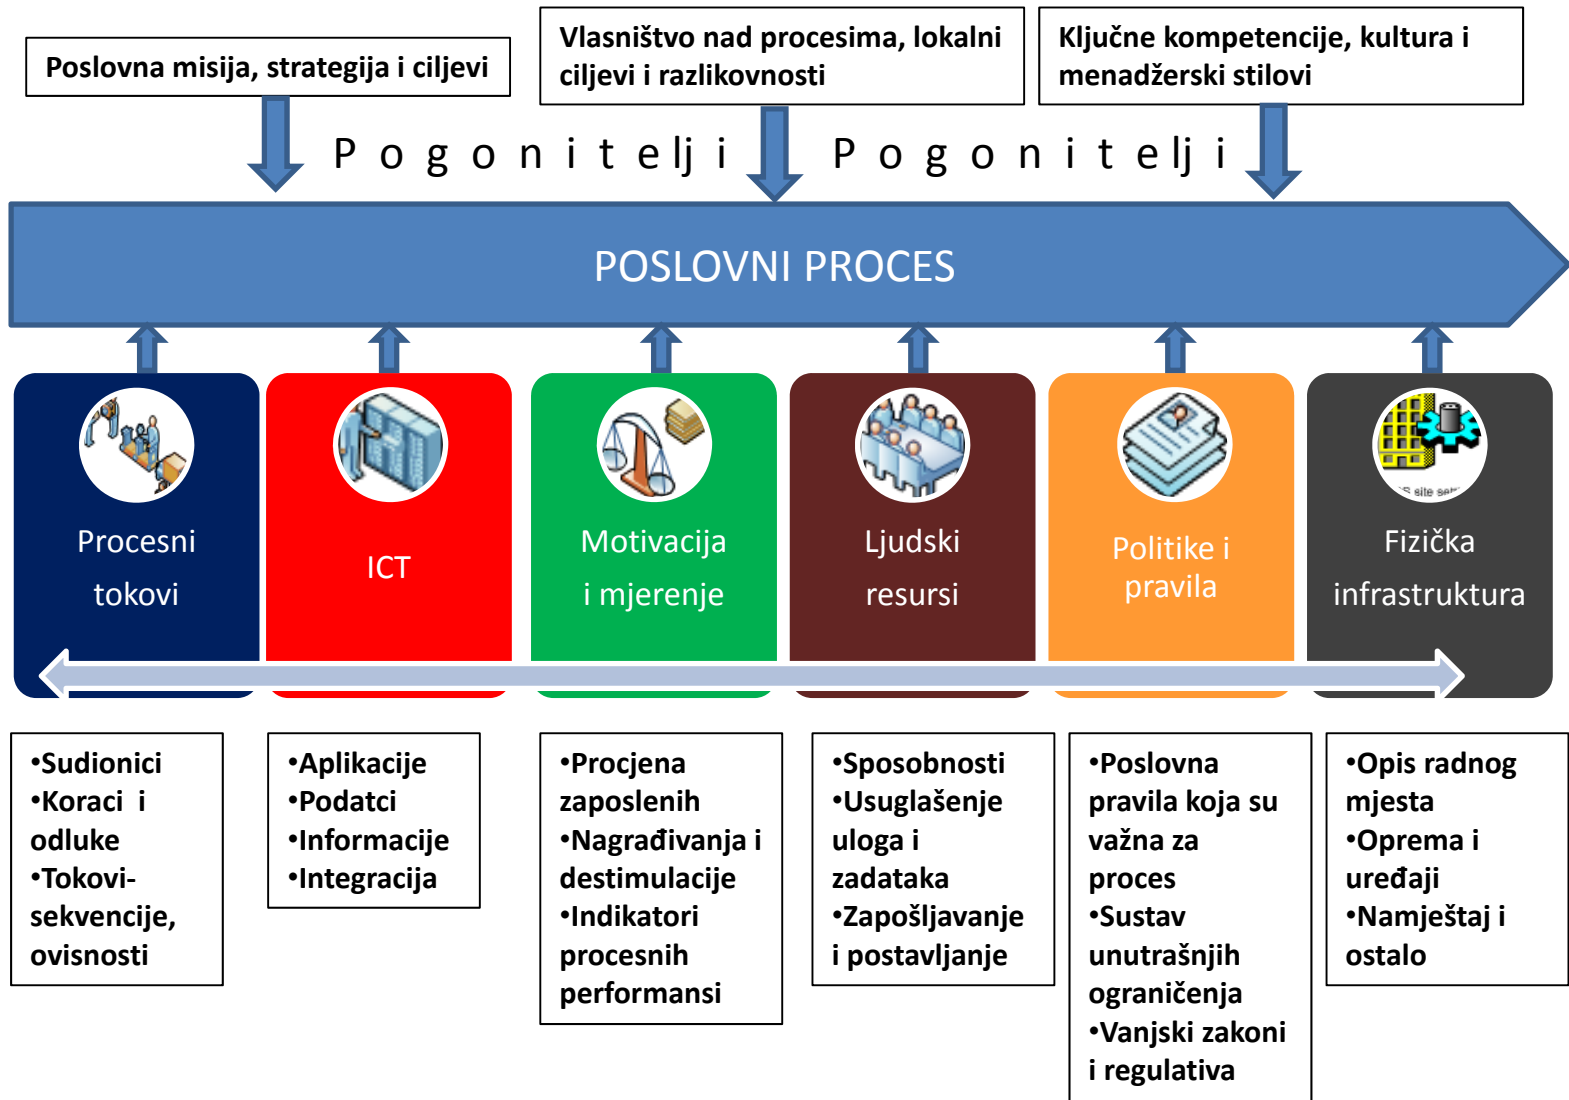 Poslovna misija, strategija i ciljevi
Vlasništvo nad procesima, lokalni
ciljevi i razlikovnosti
Ključne kompetencije, kultura i
menadžerski stilovi
Pogonitelji Pogonitelji
POSLOVNI PROCES
Procesni
tokovi
ICT
Motivacija
i mjerenje
Ljudski
resursi
Politike i
pravila
site
Fizička
infrastruktura
•Sudionici
•Koraci i
odluke
•Tokovi-
sekvencije,
ovisnosti
•Aplikacije
•Podatci
•Informacije
•Integracija
•Procjena
zaposlenih
•Nagrađivanja i
destimulacije
•Indikatori
procesnih
performansi
•Sposobnosti
•Usuglašenje
uloga i
zadataka
•Zapošljavanje
i postavljanje
•Poslovna
pravila koja su
važna za
proces
•Sustav
unutrašnjih
ograničenja
•Vanjski zakoni
i regulativa
•Opis radnog
mjesta
•Oprema i
uređaji
•Namještaj i
ostalo